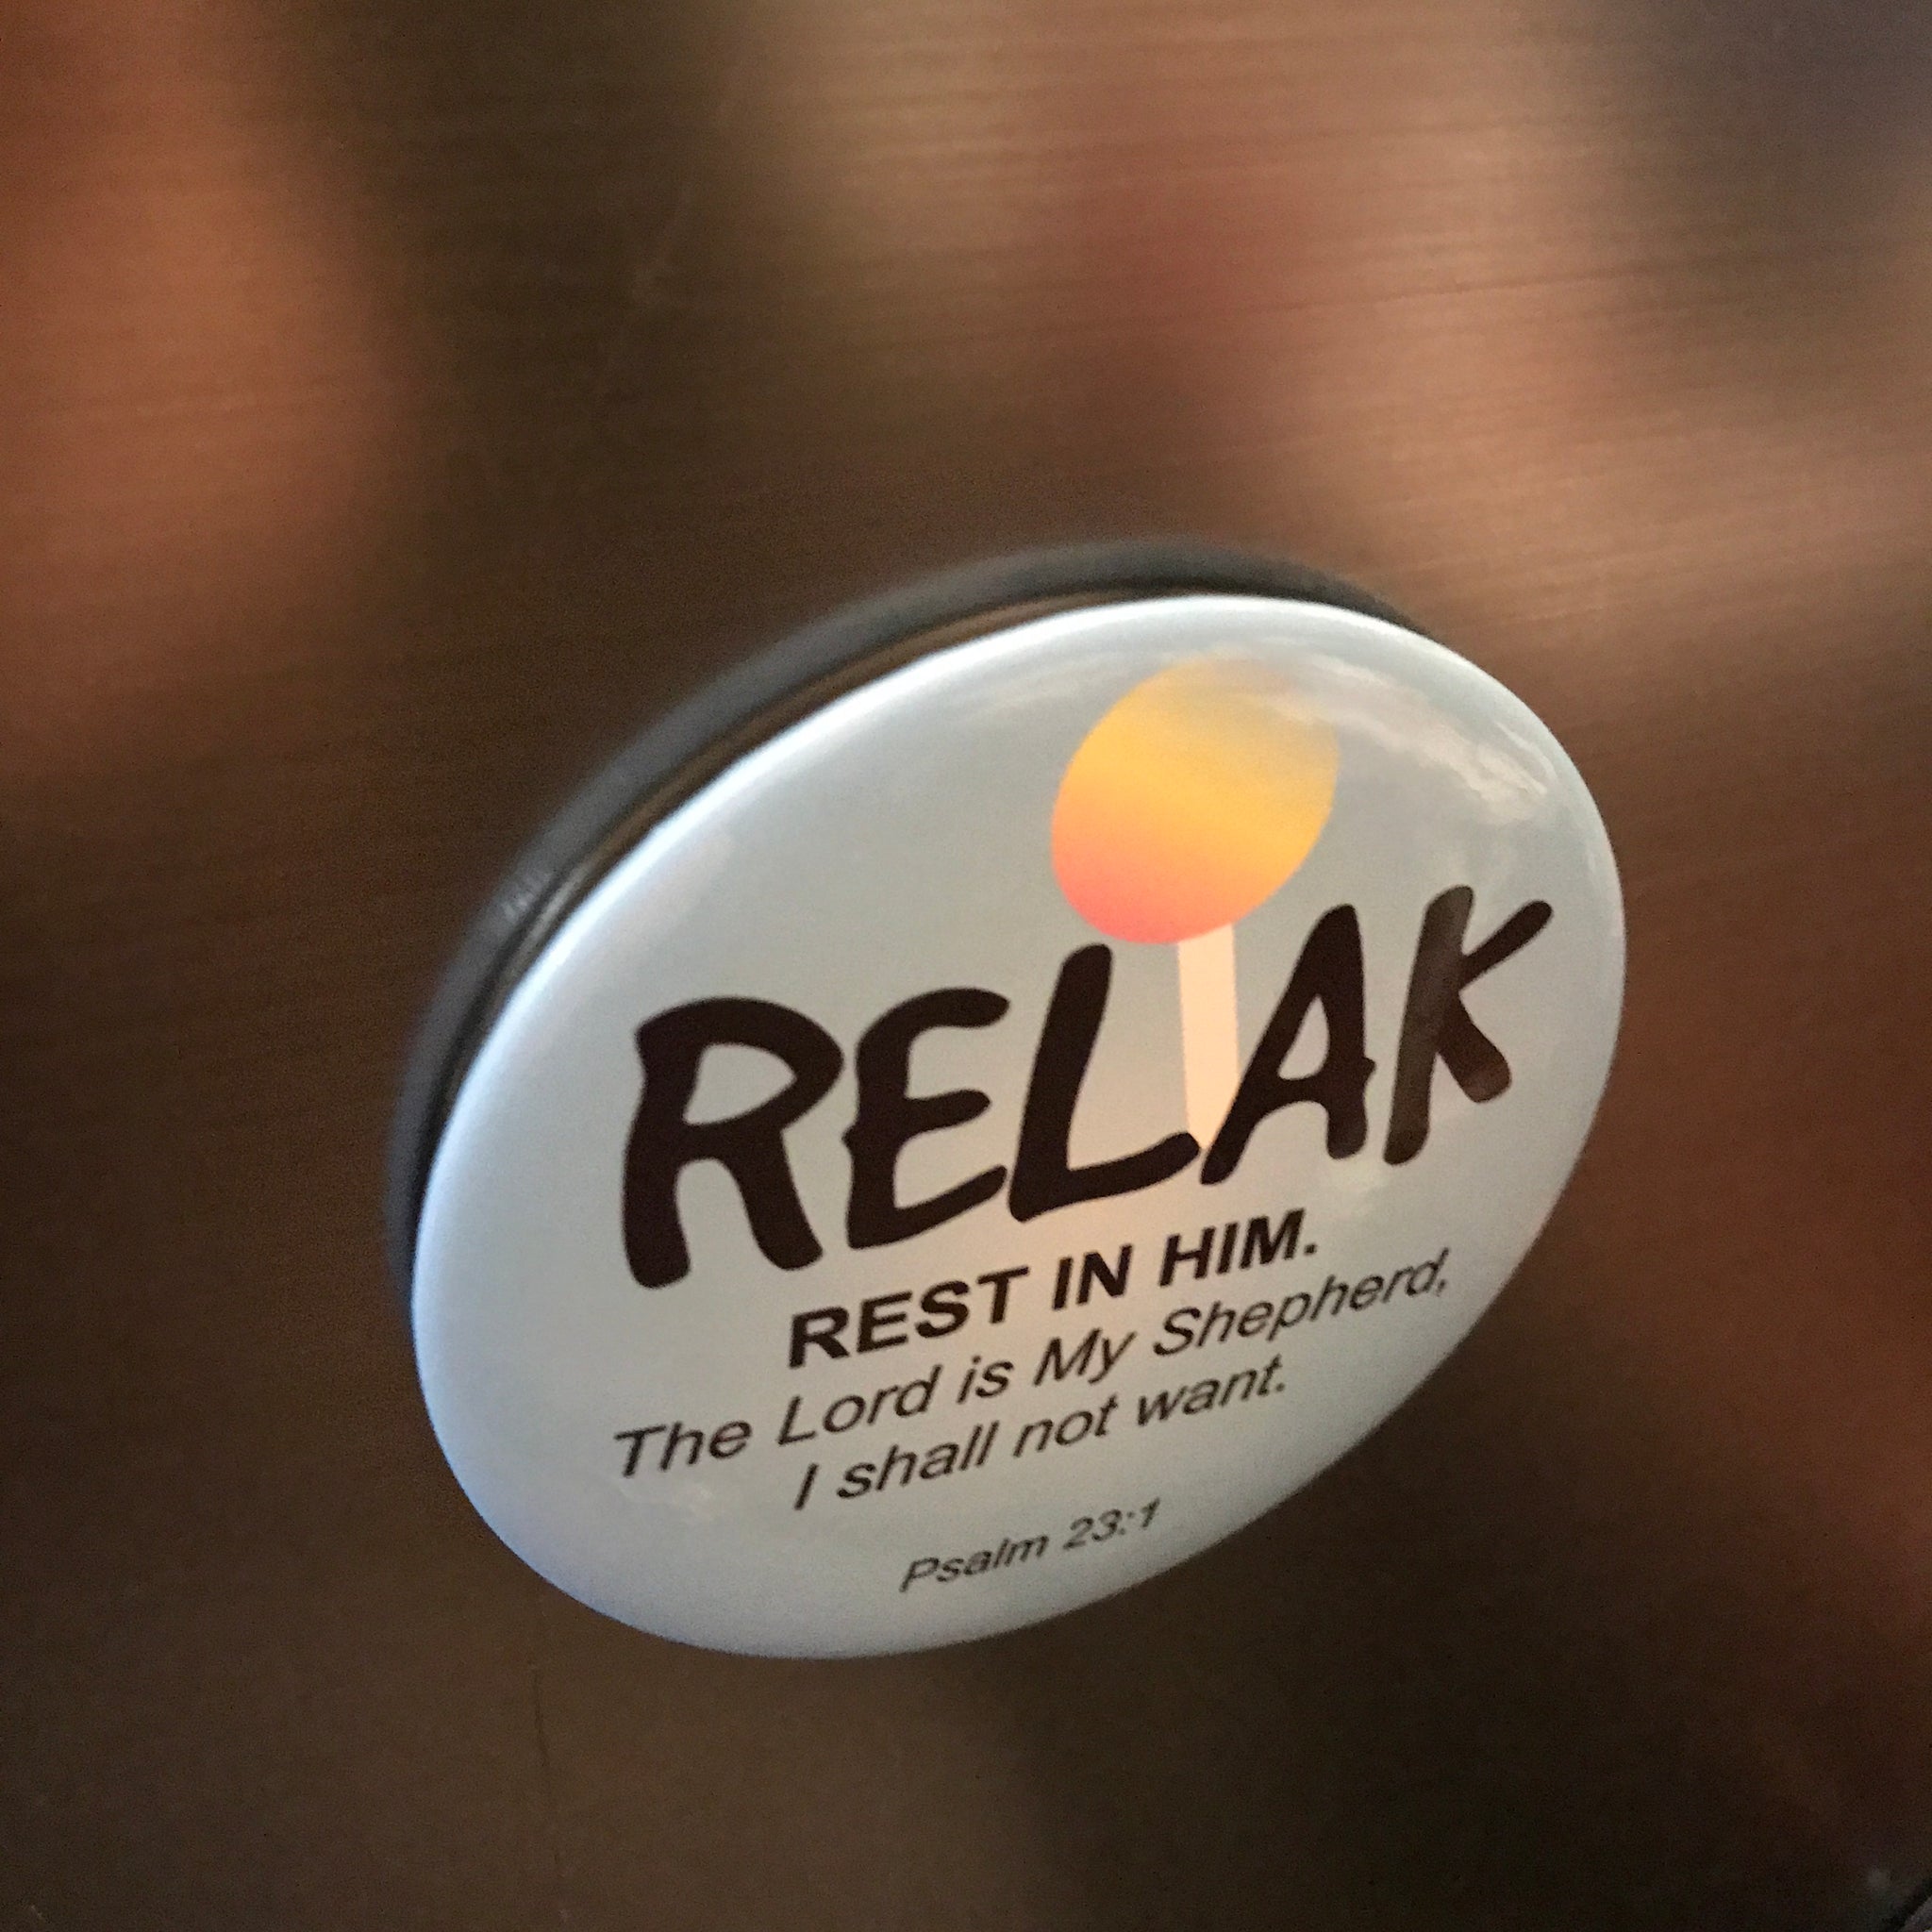 RELAK
REST IN HIM.
The Lord is My Shepherd,
I shall not want.
Psalm 23:1